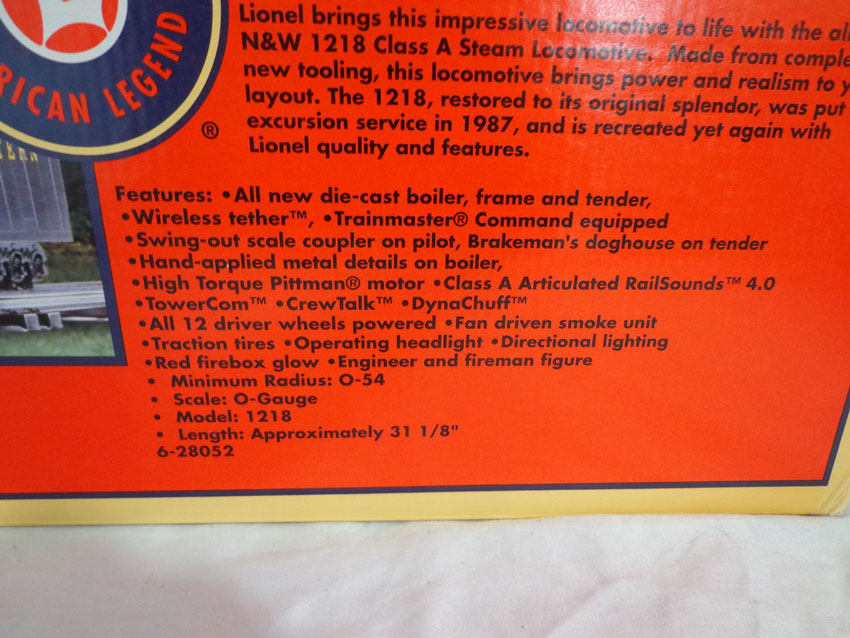 RICAN LEGEND
®
ERN
Lionel brings this impressive locomotive to life with the all
N&W 1218 Class A Steam Locomotive. Made from comple
new tooling, this locomotive brings power and realism to y
layout. The 1218, restored to its original splendor, was put
excursion service in 1987, and is recreated yet again with
Lionel quality and features.
Features: •All new die-cast boiler, frame and tender,
•Wireless tether™, •Trainmaster® Command equipped
•Swing-out scale coupler on pilot, Brakeman's doghouse on tender
•Hand-applied metal details on boiler,
•High Torque Pittman® motor •Class A Articulated RailSounds™ 4.0
•TowerCom™ •CrewTalk™ •DynaChuff™
•All 12 driver wheels powered •Fan driven smoke unit
•Traction tires •Operating headlight •Directional lighting
•Red firebox glow •Engineer and fireman figure
• Minimum Radius: O-54
• Scale: O-Gauge
• Model: 1218
• Length: Approximately 31 1/8"
6-28052